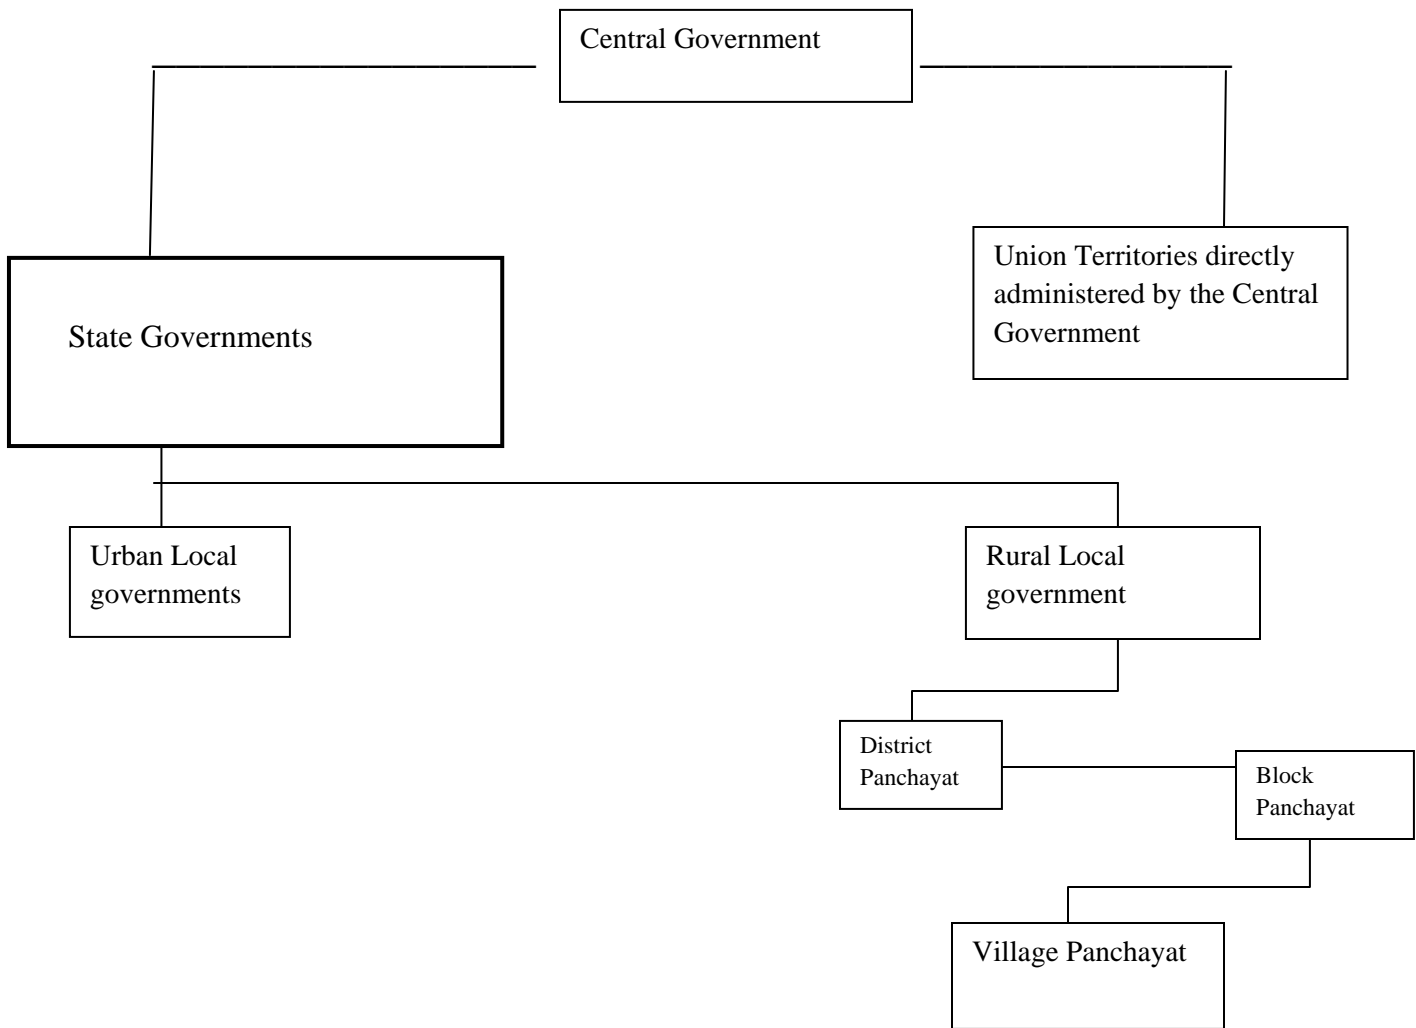 Central Government
Union Territories directly
administered by the Central
Government
State Governments
Urban Local
governments
Rural Local
government
District
Panchayat
Block
Panchayat
Village Panchayat